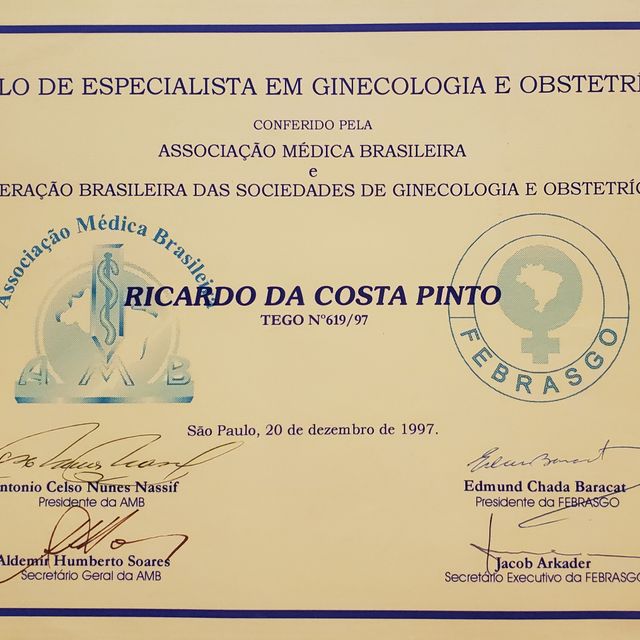 LO DE ESPECIALISTA EM GINECOLOGIA E OBSTETRÍ
CONFERIDO PELA
ASSOCIAÇÃO MÉDICA BRASILEIRA
e
ERAÇÃO BRASILEIRA DAS SOCIEDADES DE GINECOLOGIA E OBSTETRÍC
Associação Médica Brasileira
AMB
FEBRASGO
RICARDO DA COSTA PINTO
TEGO Nº619/97
São Paulo, 20 de dezembro de 1997.
ntonio Celso Nunes Nassif
Presidente da AMB
Edmund Chada Baracat
Presidente da FEBRASGO
Aldemir Humberto Soares
Secretário Geral da AMB
Jacob Arkader
Secretário Executivo da FEBRASGO